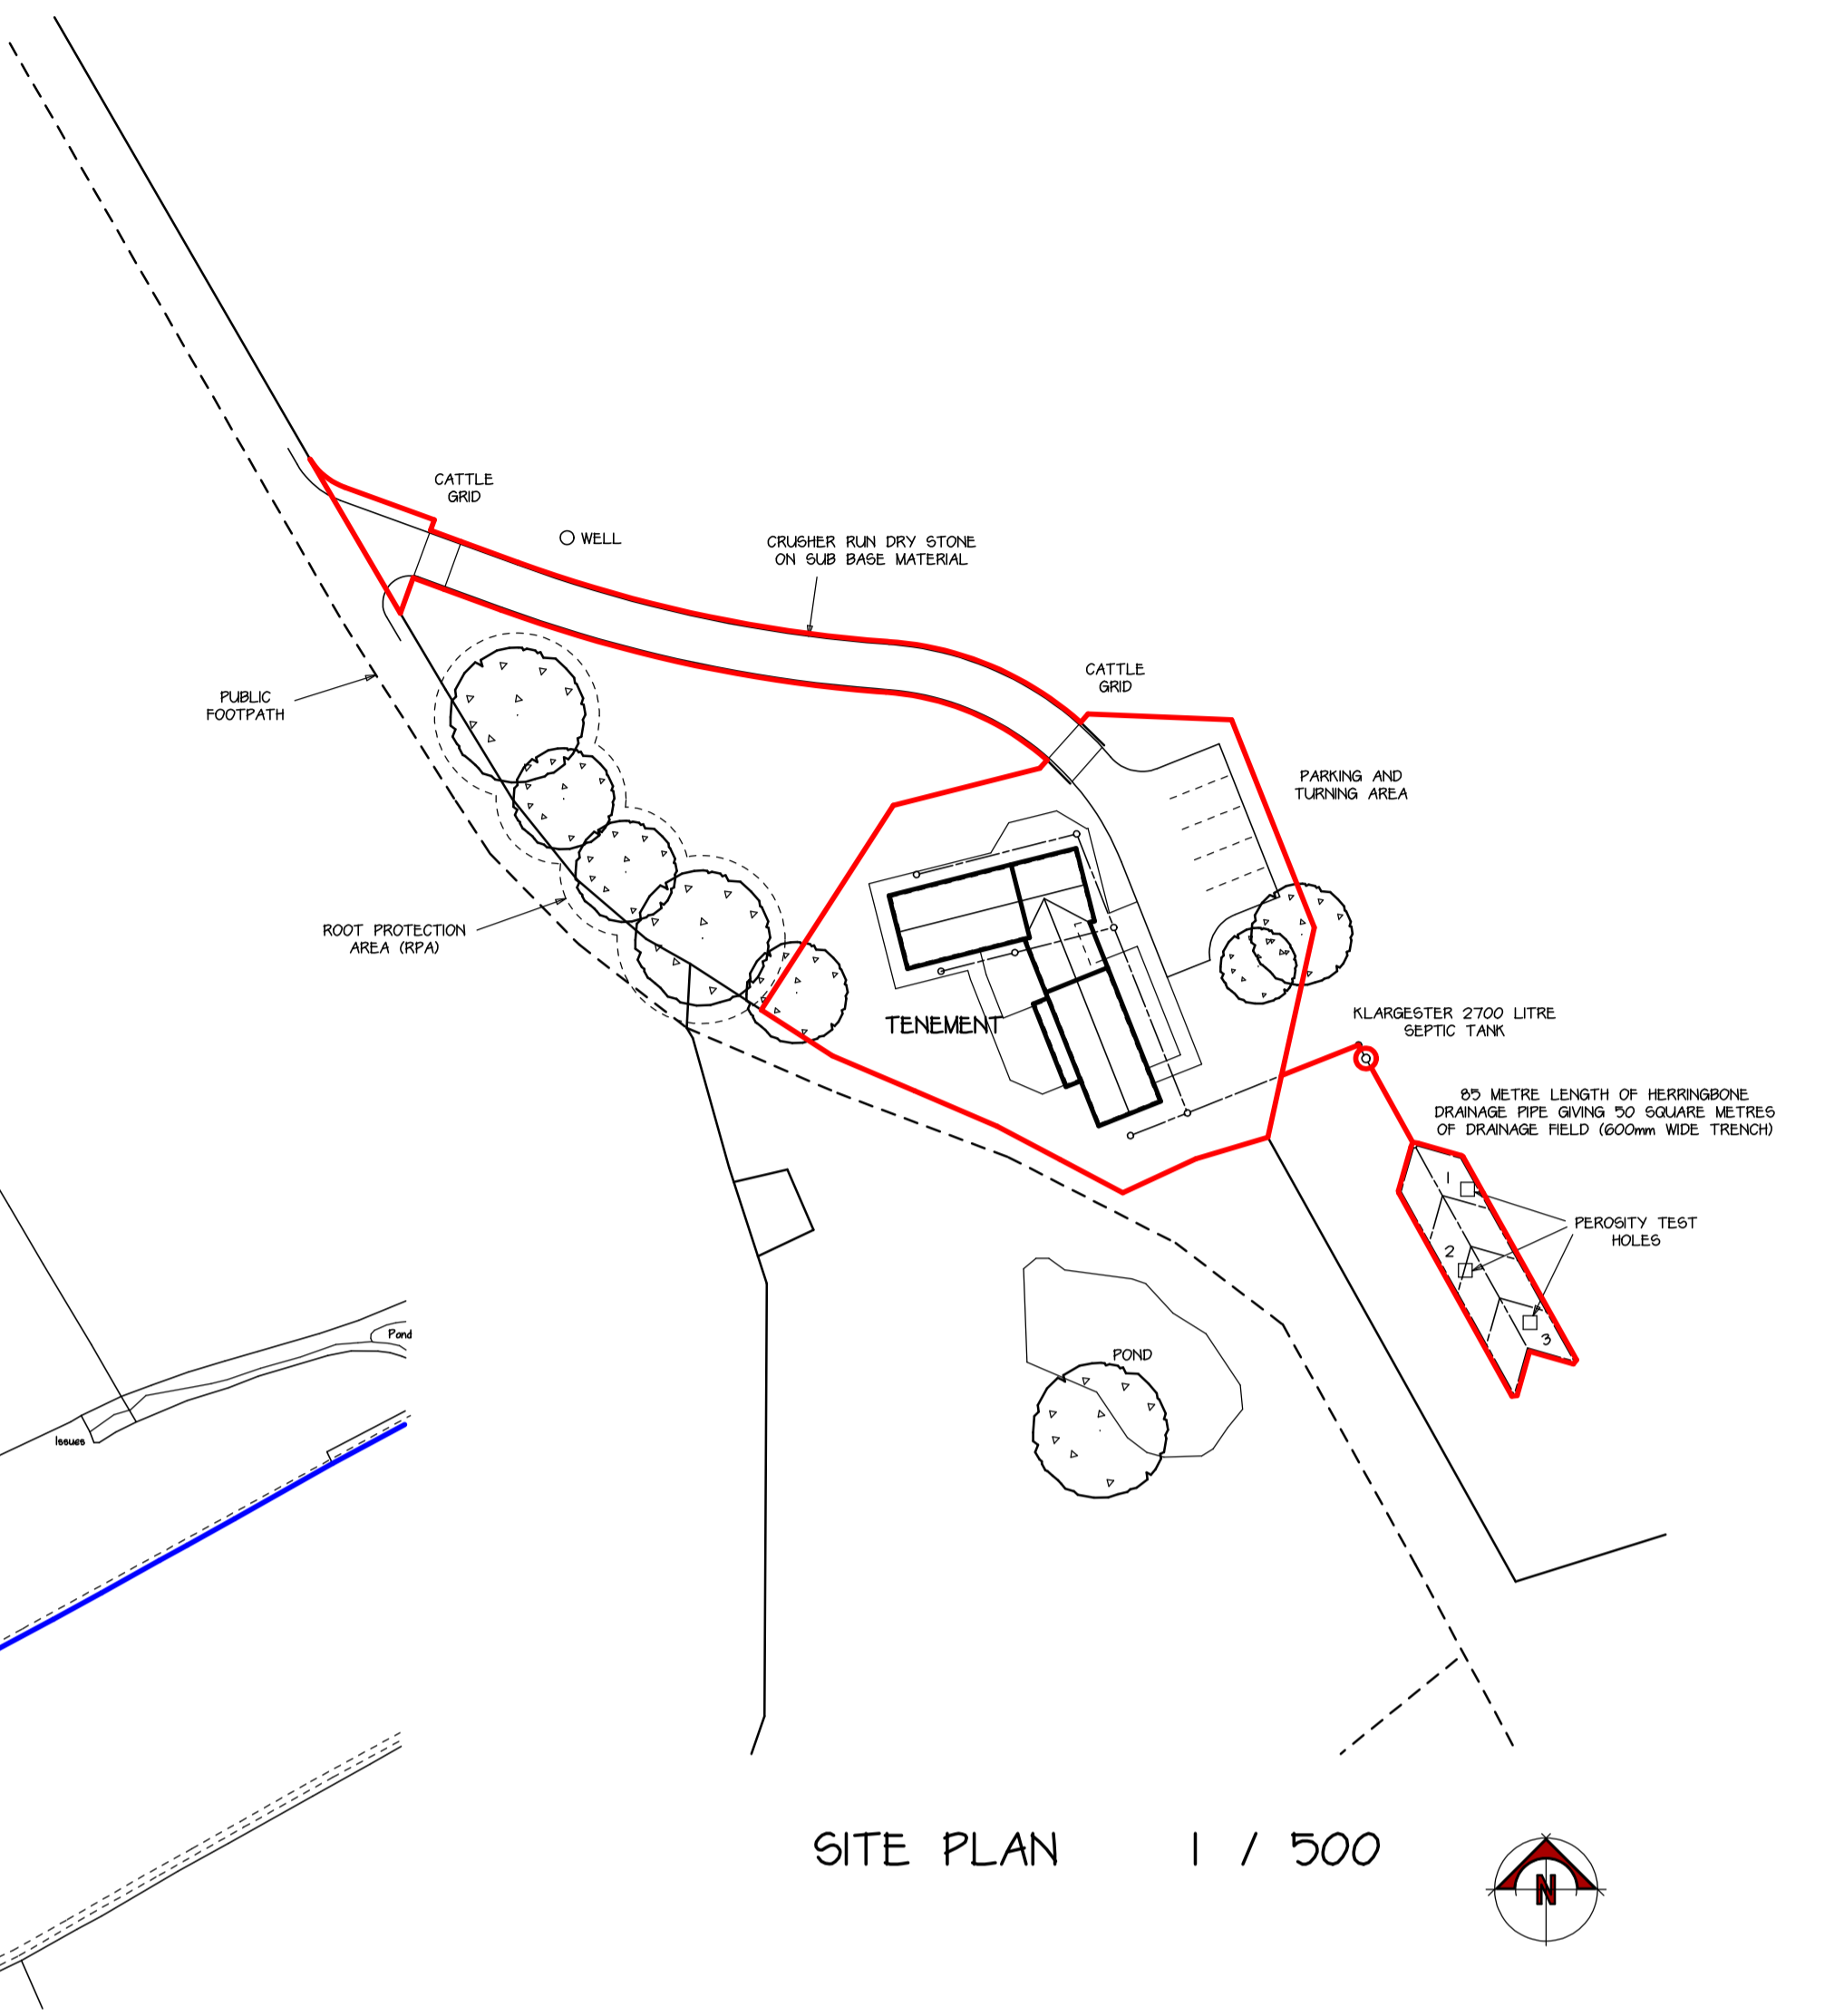 CATTLE
GRID
WELL
CRUSHER RUN DRY STONE
ON SUB BASE MATERIAL
CATTLE
GRID
PUBLIC
FOOTPATH
PARKING AND
TURNING AREA
ROOT PROTECTION
AREA (RPA)
TENEMENT
KLARGESTER 2700 LITRE
SEPTIC TANK
85 METRE LENGTH OF HERRINGBONE
DRAINAGE PIPE GIVING 50 SQUARE METRES
OF DRAINAGE FIELD (600mm WIDE TRENCH)
1
PEROSITY TEST
HOLES
2
3
Pond
POND
Issues
SITE PLAN 1 / 500
N